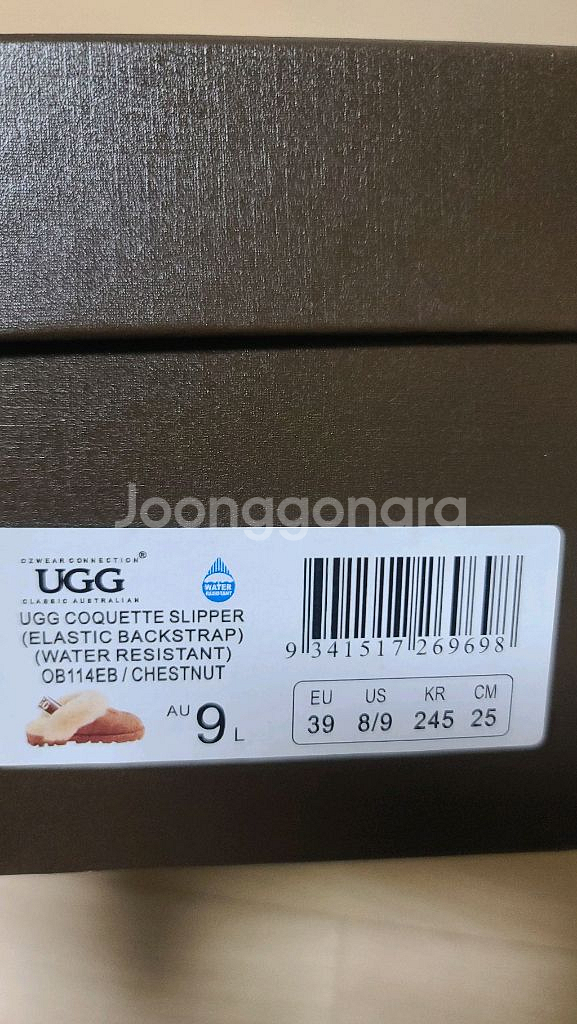 Joonggonara
OZWEAR CONNECTION®
UGG
CLASSIC AUSTRALIAN
WATER
RESISTANT
UGG COQUETTE SLIPPER
(ELASTIC BACKSTRAP)
(WATER RESISTANT)
OB114EB / CHESTNUT
AU 9 L
9 341517 269698
EU US KR CM
39 8/9 245 25